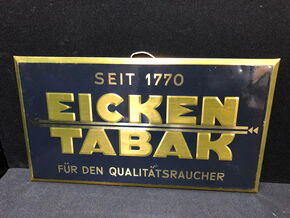 SEIT 1770
EICKEN
TABAK
FÜR DEN QUALITÄTSRAUCHER